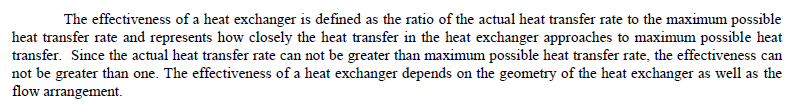 The effectiveness of a heat exchanger is defined as the ratio of the actual heat transfer rate to the maximum possible
heat transfer rate and represents how closely the heat transfer in the heat exchanger approaches to maximum possible heat
transfer. Since the actual heat transfer rate can not be greater than maximum possible heat transfer rate, the effectiveness can
not be greater than one. The effectiveness of a heat exchanger depends on the geometry of the heat exchanger as well as the
flow arrangement.